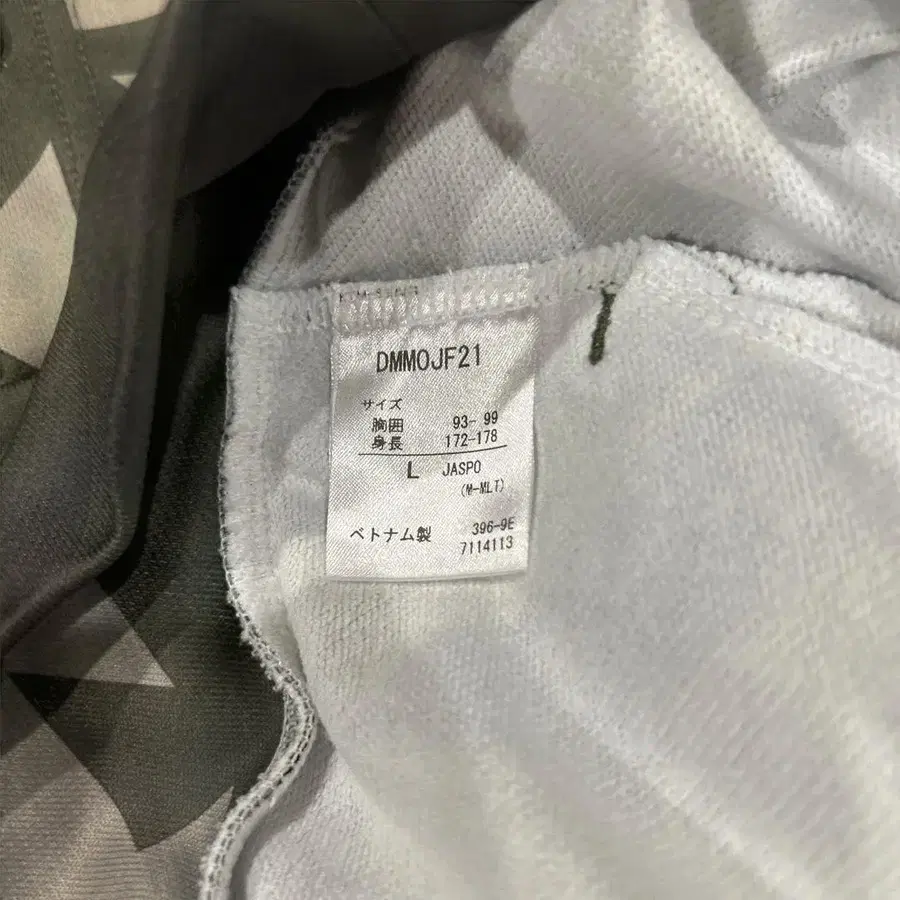 DMMOJF21
サイズ
胸囲 93- 99
身長 172-178
L JASPO
(M-MLT)
ベトナム製 396-9E
7114113